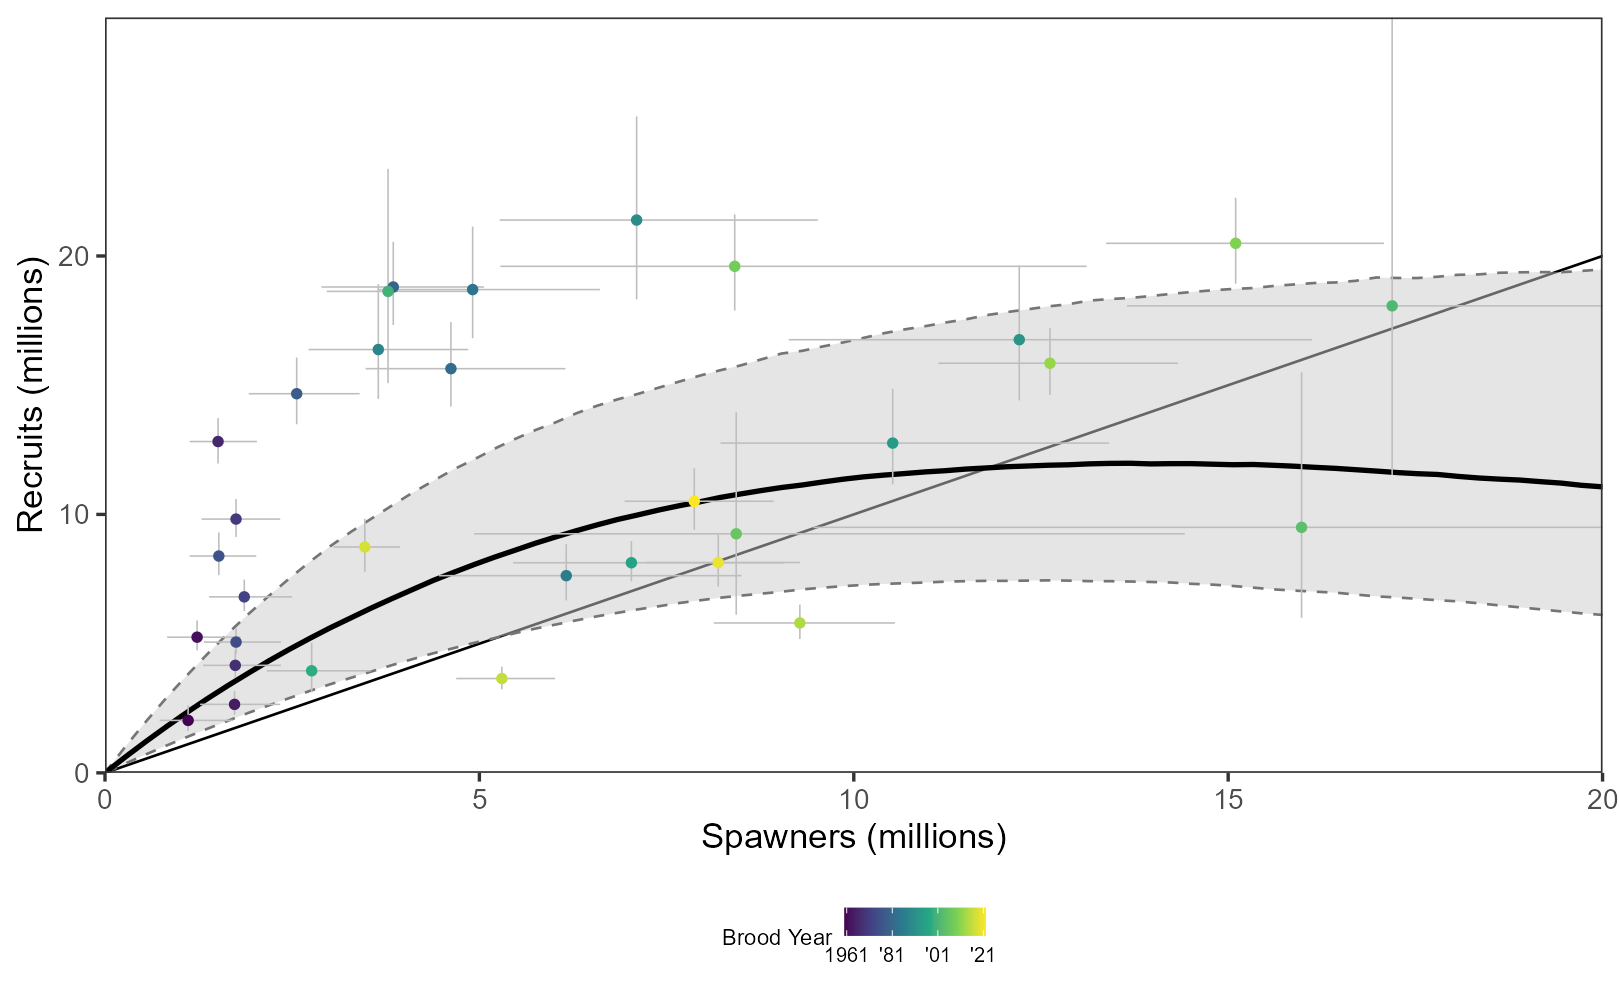 Recruits (millions)
20
10
0
0 5 10 15 20
Spawners (millions)
Brood Year
1961 '81 '01 '21